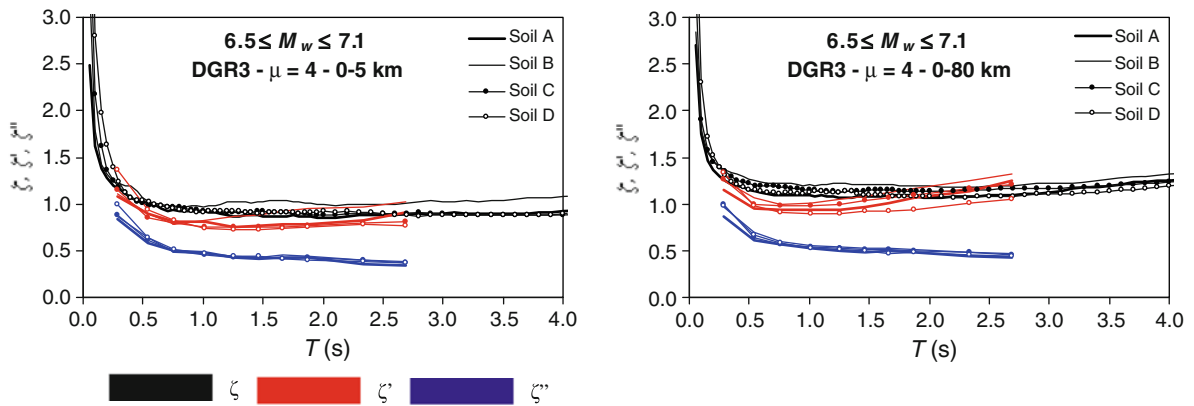 6.5 ≤ M w ≤ 7.1
DGR3 - μ = 4 - 0-5 km
Soil A
Soil B
Soil C
Soil D
ζ, ζ', ζ''
3.0
2.5
2.0
1.5
1.0
0.5
0.0
0.0 0.5 1.0 1.5 2.0 2.5 3.0 3.5 4.0
T (s)
6.5 ≤ M w ≤ 7.1
DGR3 - μ = 4 - 0-80 km
Soil A
Soil B
Soil C
Soil D
ζ, ζ', ζ''
3.0
2.5
2.0
1.5
1.0
0.5
0.0
0.0 0.5 1.0 1.5 2.0 2.5 3.0 3.5 4.0
T (s)
ζ ζ' ζ''